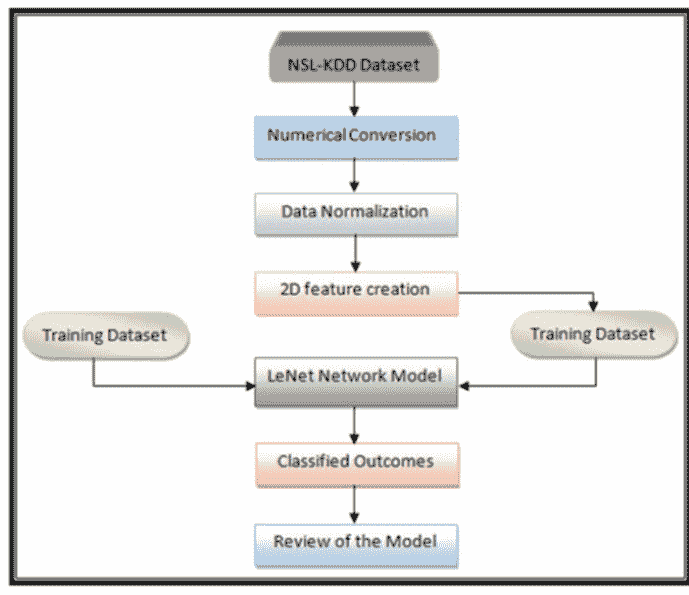 NSL-KDD Dataset
Numerical Conversion
Data Normalization
2D feature creation
Training Dataset
Training Dataset
LeNet Network Model
Classified Outcomes
Review of the Model